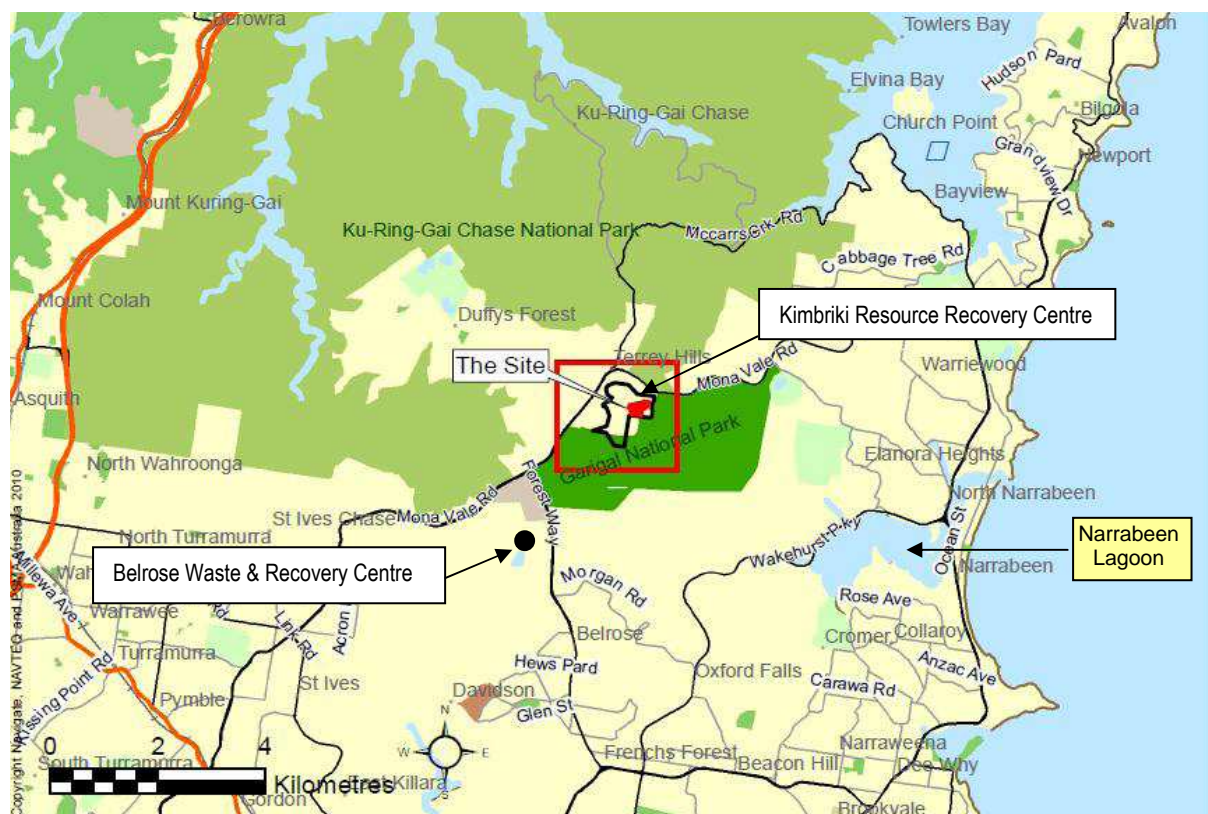 Berowra
Towlers Bay
Avalon
Hudson Pard
Elvina Bay
Ku-Ring-Gai Chase
Bilgola
Church Point
Grandview Dr
Newport
Mount Kuring-Gai
Bayview
Ku-Ring-Gai Chase National Park
Mccarrs Crk Rd
Cabbage Tree Rd
Mount Colah
Duffys Forest
Kimbriki Resource Recovery Centre
Terrey Hills
The Site
Mona Vale Rd
Warriewood
Asquith
Garigal National Park
Elanora Heights
North Wahroonga
Forest Way
North Narrabeen
St Ives Chase
Mona Vale Rd
Ocean St
North Turramurra
Wakehurst Pky
Narrabeen
Lagoon
Belrose Waste & Recovery Centre
Narrabeen
Millewa Ave
Morgan Rd
Rose Ave
Warrawee
Link Rd
Belrose
Cromer
Collaroy
Turramurra
Hews Pard
Oxford Falls
Anzac Ave
St Ives
Carawa Rd
Pymble
Davidson
Glen St
N
W
E
S
Narraweena
Frenchs Forest
Beacon Hill
Dee Why
0 2 4
Kilometres
South Turramurra
East Killara
Gordon
Brookvale